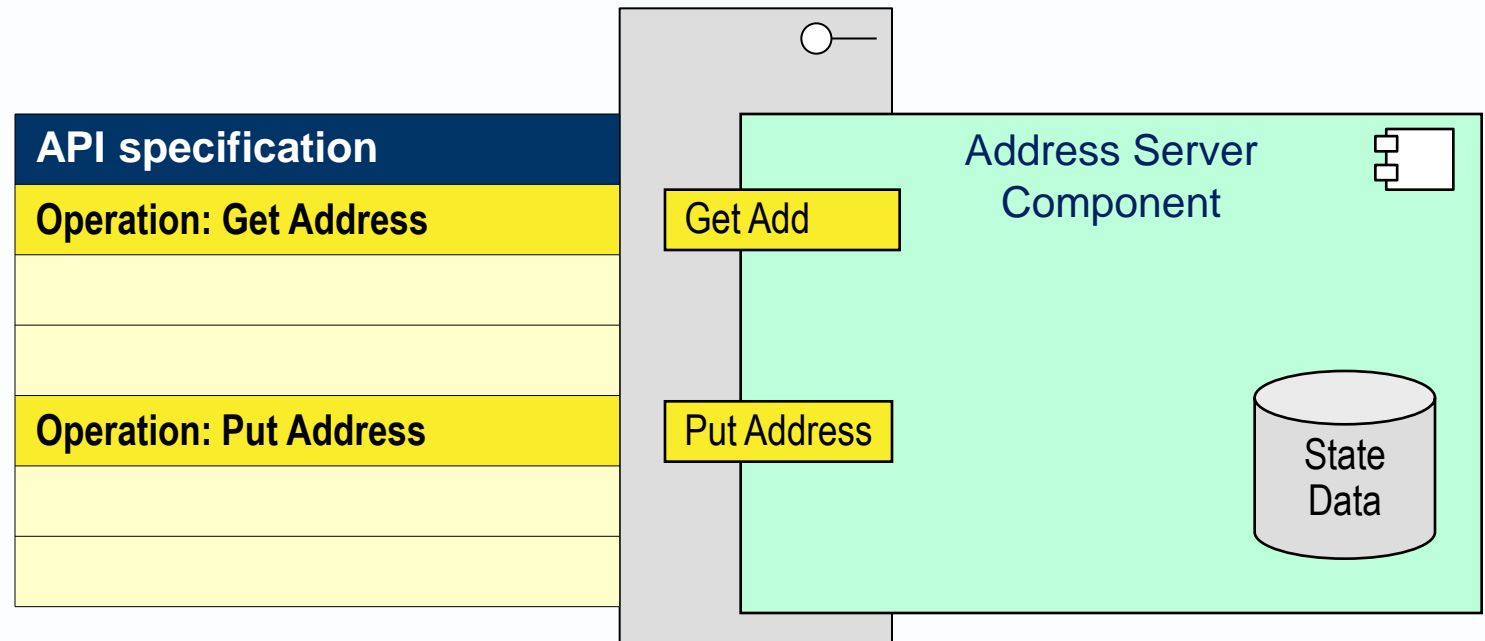 API specification
Operation: Get Address
Operation: Put Address
Get Add
Put Address
Address Server
Component
State
Data